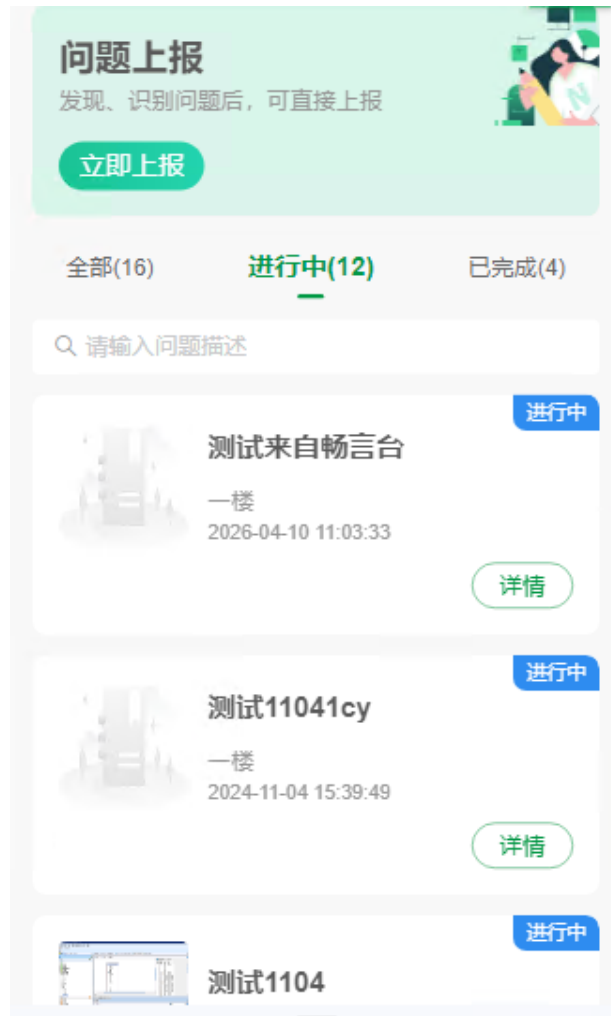 问题上报
发现、识别问题后，可直接上报
立即上报
全部(16) 进行中(12) 已完成(4)
请输入问题描述
进行中
测试来自畅言台
一楼
2026-04-10 11:03:33
详情
进行中
测试11041cy
一楼
2024-11-04 15:39:49
详情
进行中
测试1104